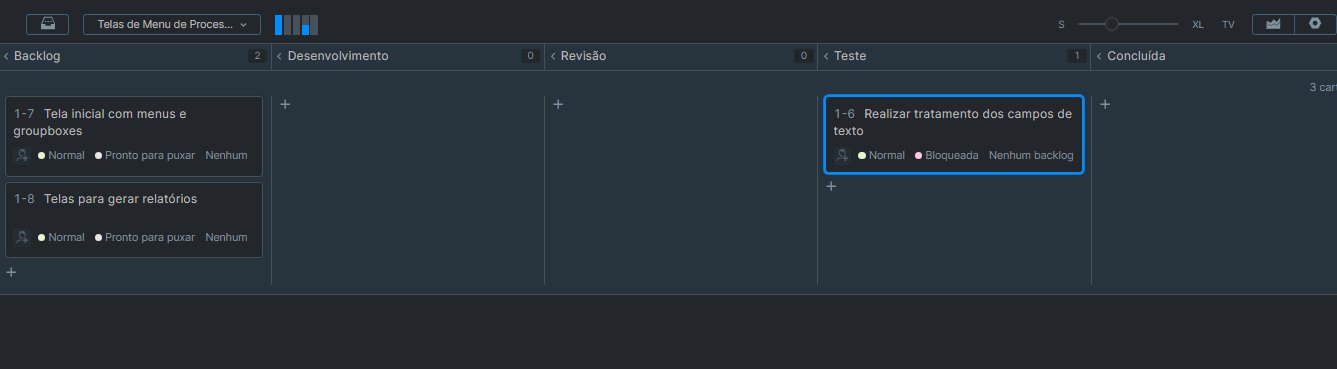 Telas de Menu de Proces...
S
XL
TV
Backlog
2
Desenvolvimento
0
Revisão
0
Teste
1
Concluída
3 cart
1-7 Tela inicial com menus e
groupboxes
Normal
Pronto para puxar
Nenhum
1-8 Telas para gerar relatórios
Normal
Pronto para puxar
Nenhum
1-6 Realizar tratamento dos campos de
texto
Normal
Bloqueada
Nenhum backlog